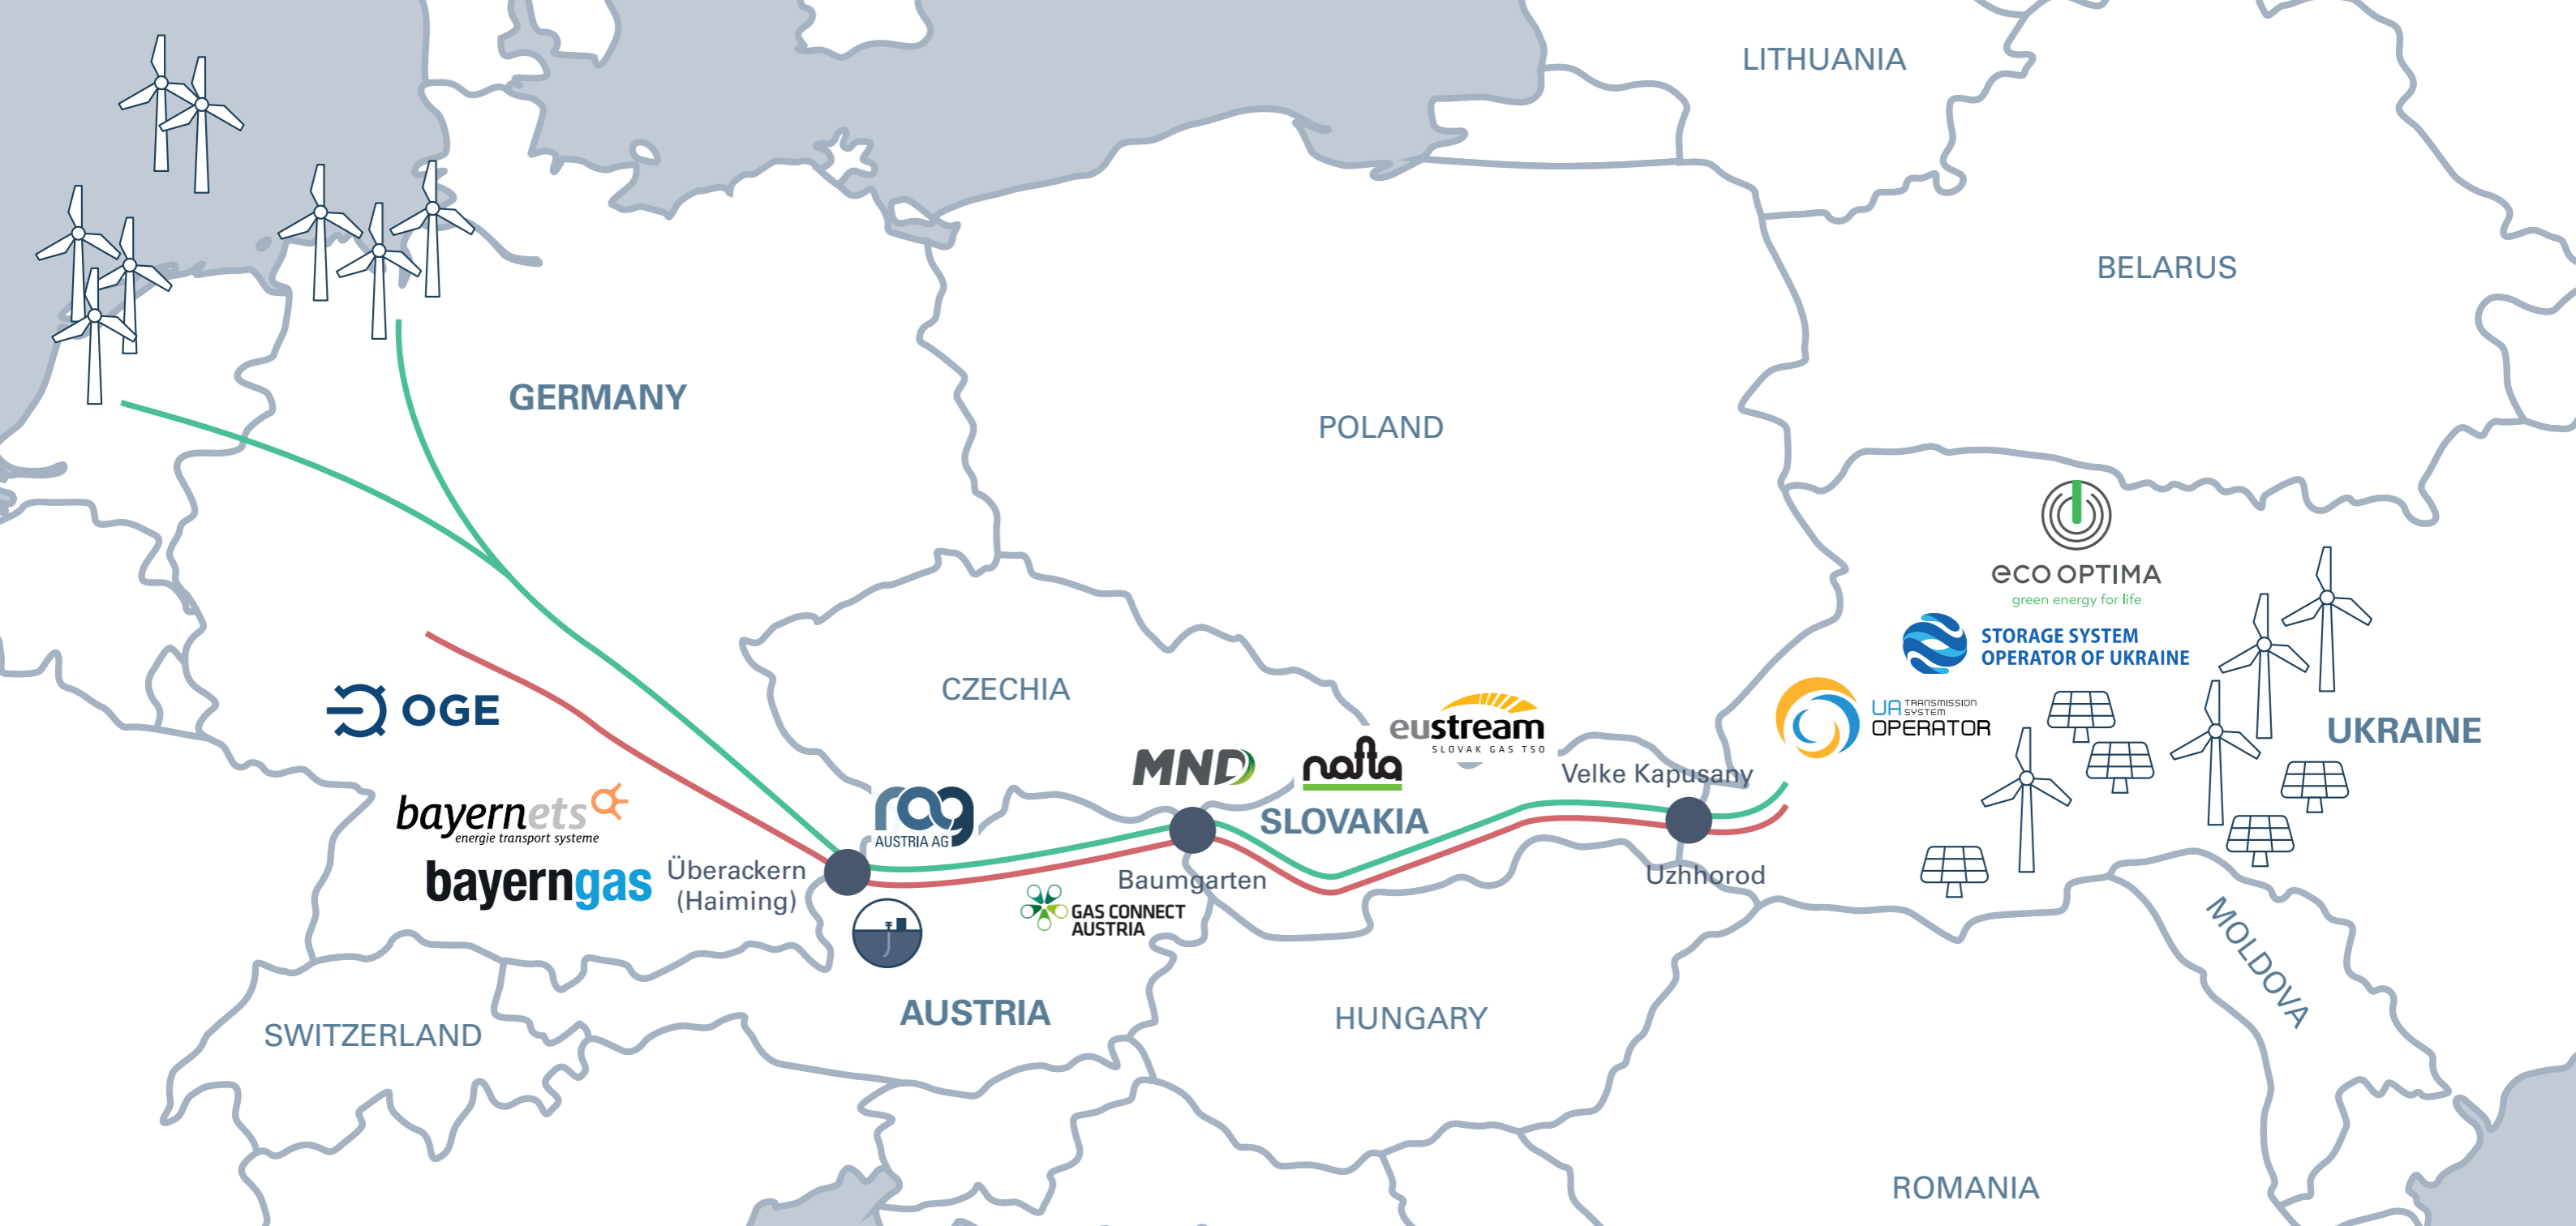 LITHUANIA
BELARUS
GERMANY
POLAND
eco OPTIMA
green energy for life
STORAGE SYSTEM
OPERATOR OF UKRAINE
CZECHIA
OGE
eustream
SLOVAK GAS TSO
UA TRANSMISSION
SYSTEM
OPERATOR
UKRAINE
MND
nafta
Velke Kapusany
bayernets
energie transport systeme
rag
AUSTRIA AG
SLOVAKIA
bayerngas
Überackern
(Haiming)
Baumgarten
Uzhhorod
GAS CONNECT
AUSTRIA
MOLDOVA
AUSTRIA
HUNGARY
SWITZERLAND
ROMANIA